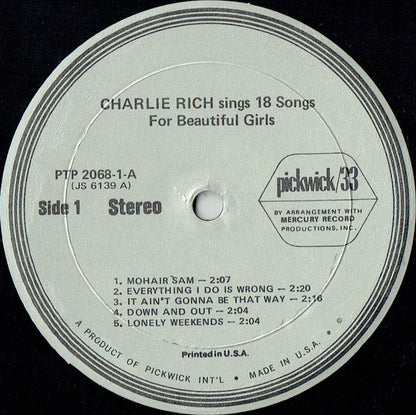 CHARLIE RICH sings 18 Songs
For Beautiful Girls
PTP 2068-1-A
(JS 6139 A)
Side 1 Stereo
pickwick/33
BY ARRANGEMENT WITH
MERCURY RECORD
PRODUCTIONS, INC.
1. MOHAIR SAM — 2:07
2. EVERYTHING I DO IS WRONG — 2:20
3. IT AIN'T GONNA BE THAT WAY — 2:16
4. DOWN AND OUT — 2:04
5. LONELY WEEKENDS — 2:04
Printed in U.S.A.
A PRODUCT OF PICKWICK INT'L • MADE IN U.S.A. • ©